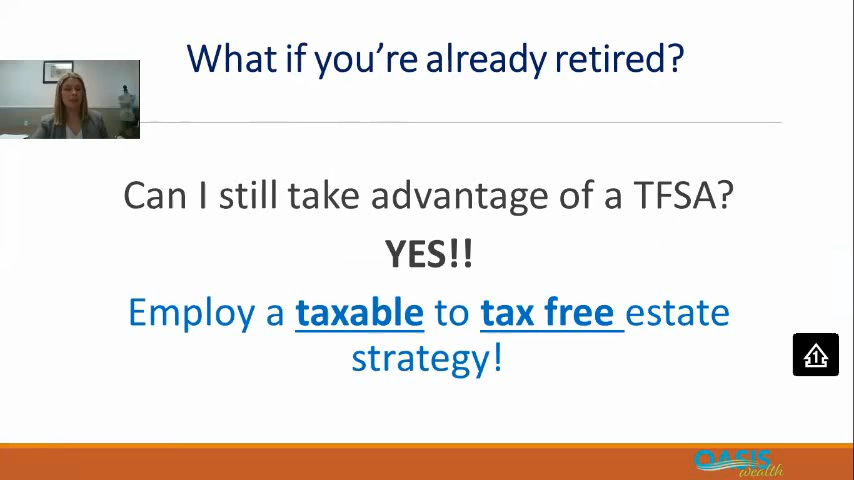 What if you're already retired?
Can I still take advantage of a TFSA?
YES!!
Employ a taxable to tax free estate
strategy!
1
OASIS
wealth